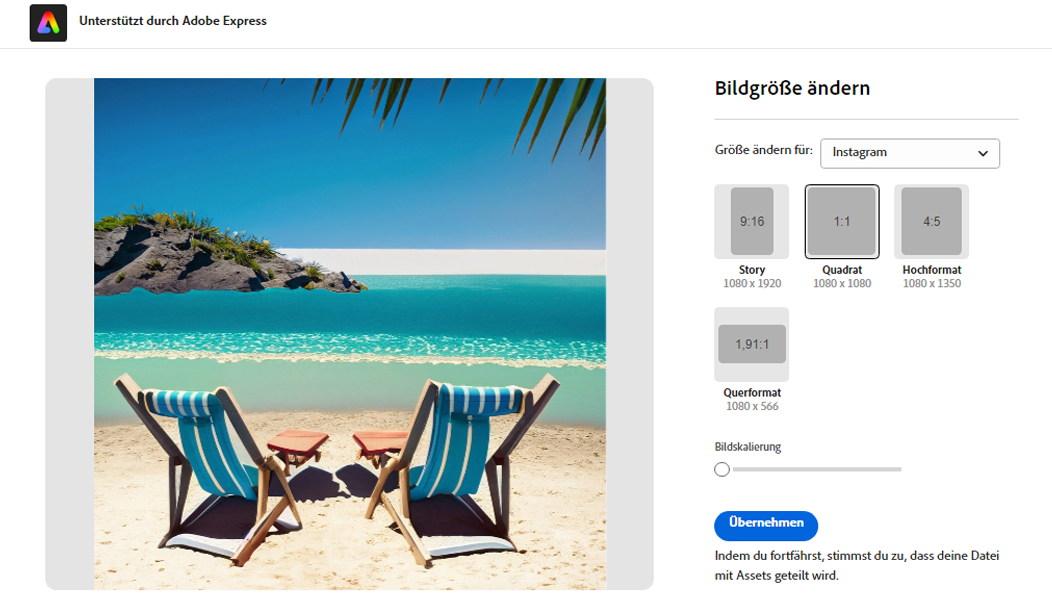 Unterstützt durch Adobe Express
Bildgröße ändern
Größe ändern für:
Instagram
9:16
1:1
4:5
Story
Quadrat
Hochformat
1080 x 1920
1080 x 1080
1080 x 1350
1,91:1
Querformat
1080 x 566
Bildskalierung
Übernehmen
Indem du fortfährst, stimmst du zu, dass deine Datei
mit Assets geteilt wird.